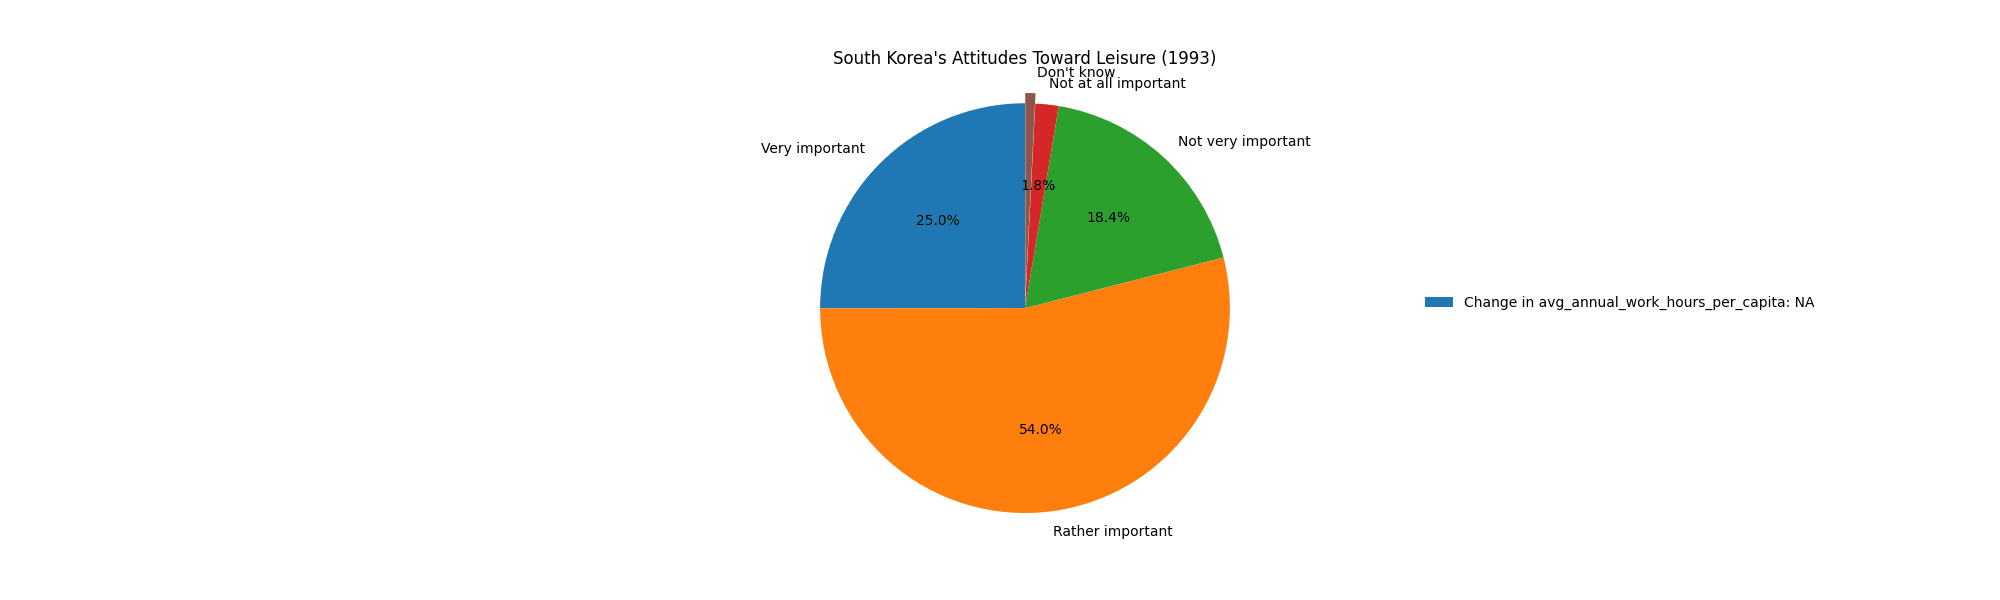 South Korea's Attitudes Toward Leisure (1993)
Don't know
Not at all important
Very important
Not very important
1.8%
25.0%
18.4%
Change in avg_annual_work_hours_per_capita: NA
54.0%
Rather important